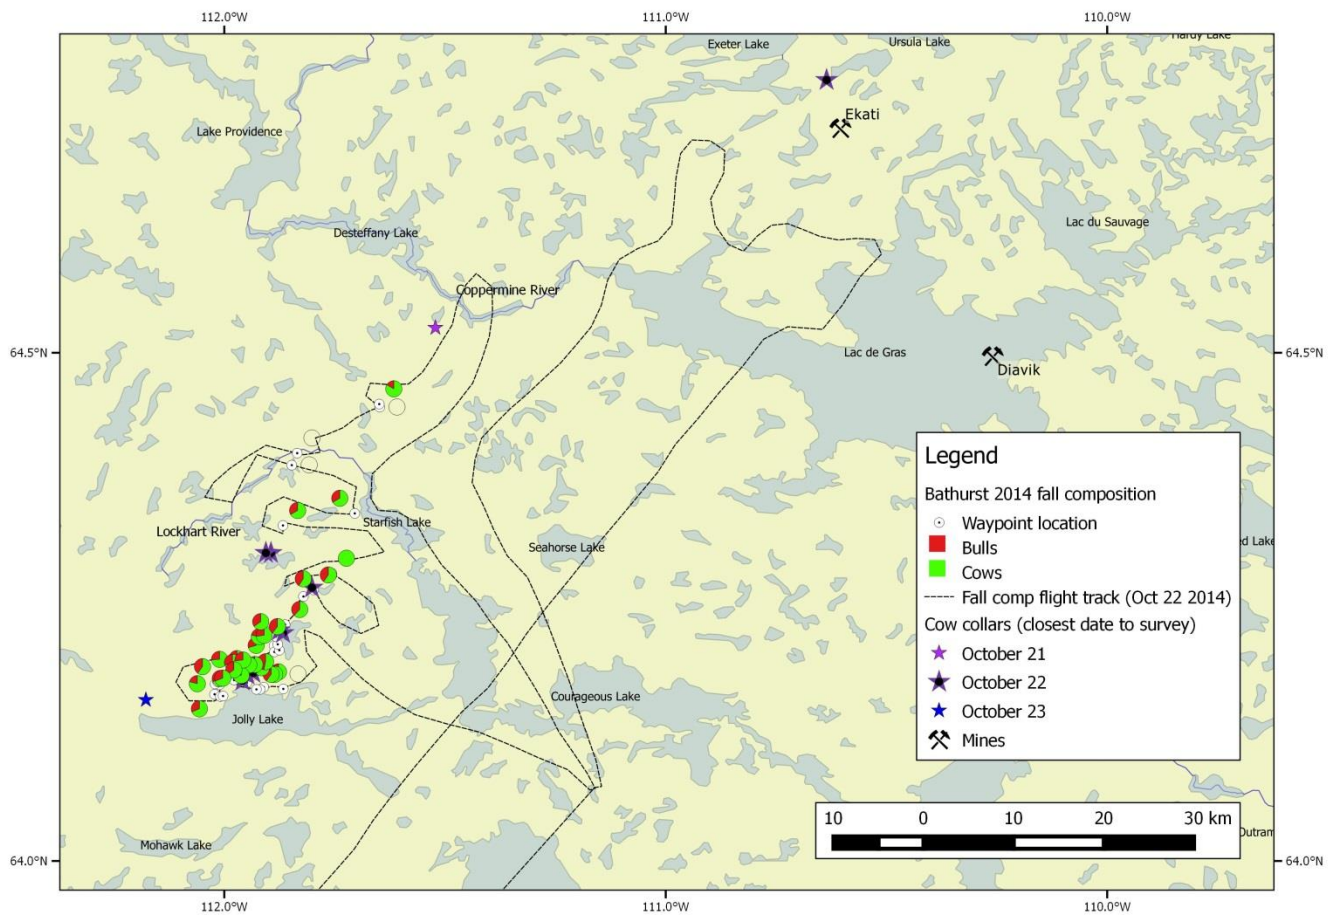 112.0°W
111.0°W
110.0°W
Exeter Lake
Ursula Lake
Hardy Lake
Ekati
Lake Providence
Lac du Sauvage
Desteffany Lake
Coppermine River
64.5°N
Lac de Gras
64.5°N
Diavik
Legend
Bathurst 2014 fall composition
Waypoint location
Bulls
Cows
Fall comp flight track (Oct 22 2014)
Cow collars (closest date to survey)
October 21
October 22
October 23
Mines
Lockhart River
Starfish Lake
Seahorse Lake
ed Lake
Courageous Lake
Jolly Lake
10 0 10 20 30 km
Mohawk Lake
Outram
64.0°N
64.0°N
112.0°W
111.0°W
110.0°W